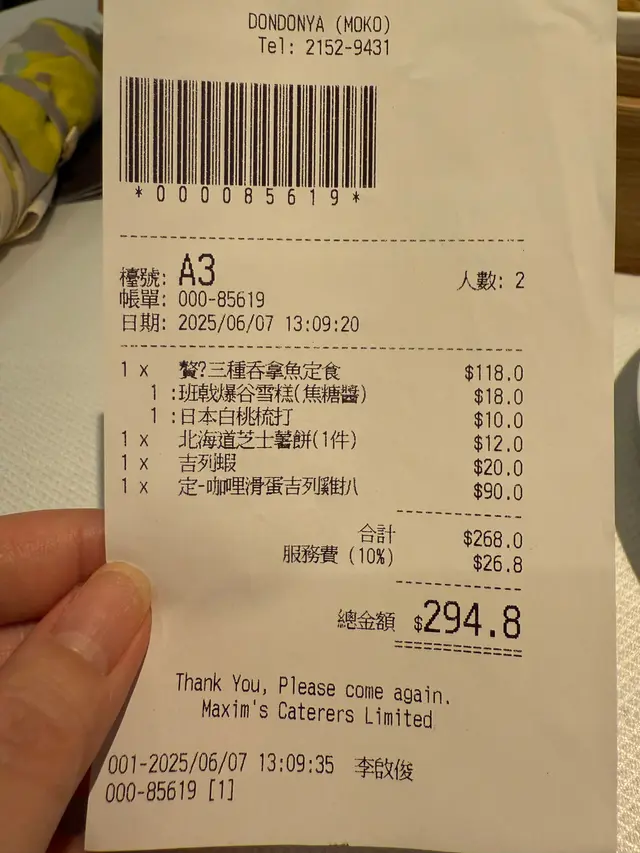 DONDONYA (MOKO)
Tel: 2152-9431
*000085619*
檯號: A3 人數: 2
帳單: 000-85619
日期: 2025/06/07 13:09:20
1 x 贅?三種吞拿魚定食 $118.0
1 :班戟爆谷雪糕(焦糖醬) $18.0
1 :日本白桃梳打 $10.0
1 x 北海道芝士薯餅(1件) $12.0
1 x 吉列蝦 $20.0
1 x 定-咖哩滑蛋吉列雞扒 $90.0
合計 $268.0
服務費 (10%) $26.8
總金額 $294.8
Thank You, Please come again.
Maxim's Caterers Limited
001-2025/06/07 13:09:35 李啟俊
000-85619 [1]